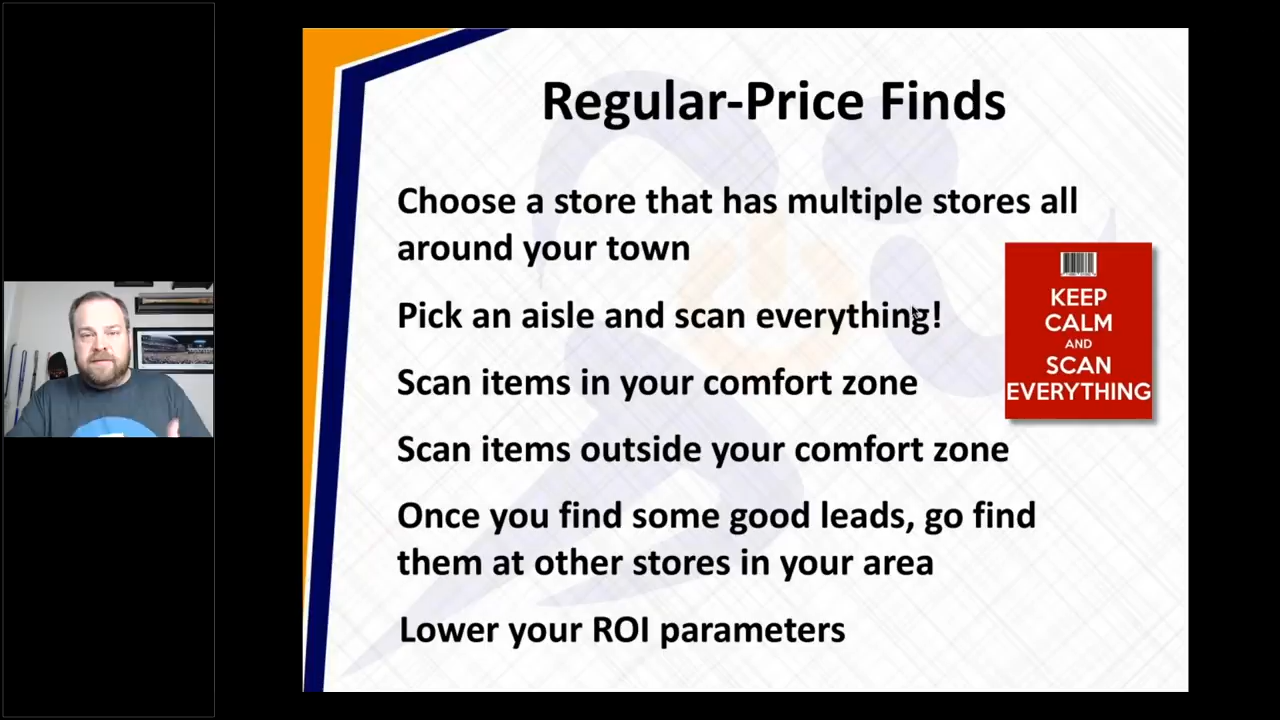 Regular-Price Finds
Choose a store that has multiple stores all
around your town
Pick an aisle and scan everything!
Scan items in your comfort zone
Scan items outside your comfort zone
Once you find some good leads, go find
them at other stores in your area
Lower your ROI parameters
KEEP
CALM
AND
SCAN
EVERYTHING